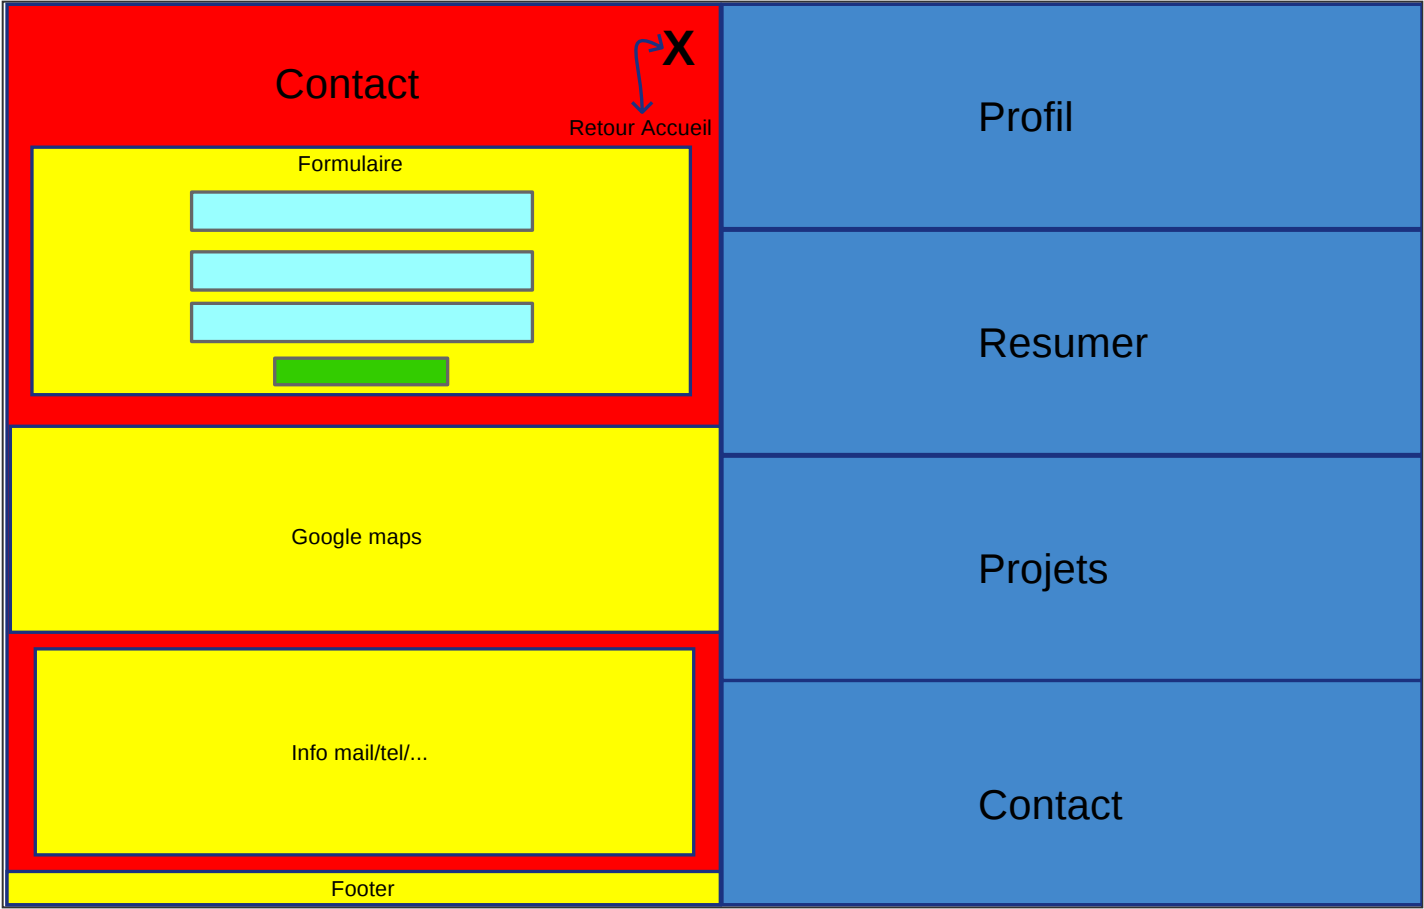 Contact
X
Retour Accueil
Formulaire
Google maps
Info mail/tel/...
Footer
Profil
Resumer
Projets
Contact